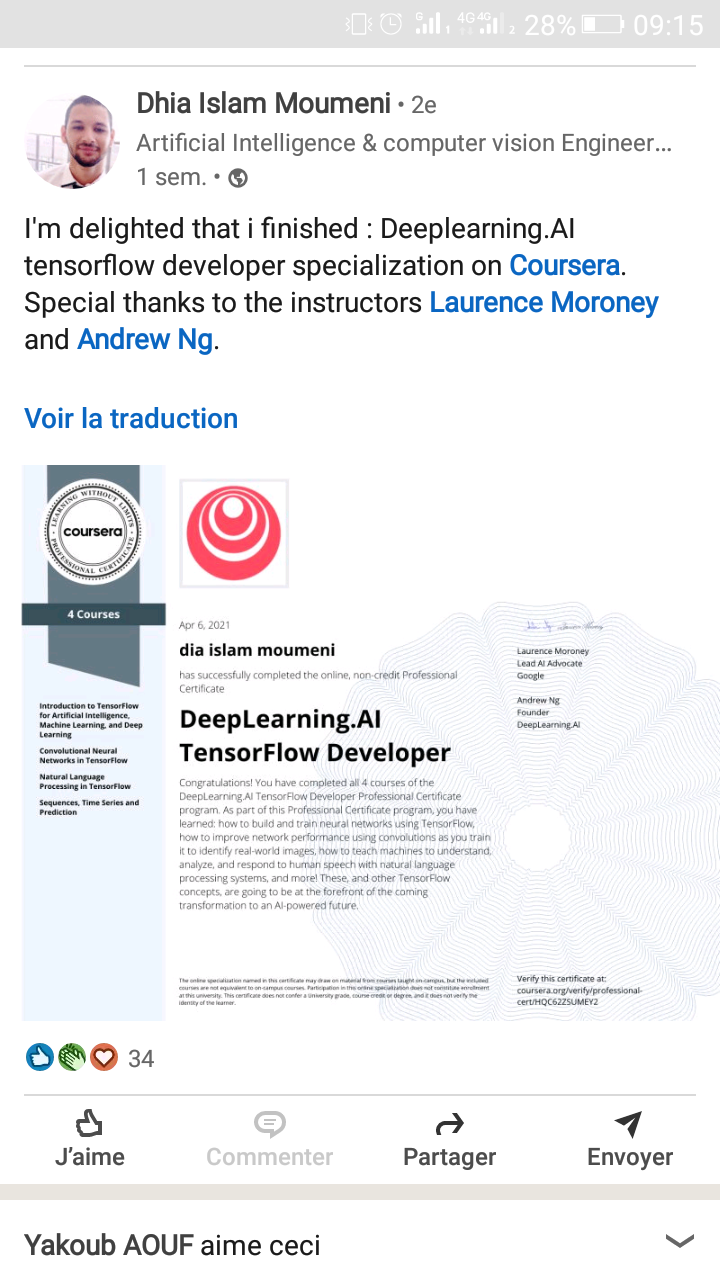 G 1 4G 4G 2 28% 09:15
Dhia Islam Moumeni • 2e
Artificial Intelligence & computer vision Engineer...
1 sem. •
I'm delighted that i finished : Deeplearning.AI
tensorflow developer specialization on Coursera.
Special thanks to the instructors Laurence Moroney
and Andrew Ng.
Voir la traduction
LEARNING WITHOUT LIMITS
coursera
PROFESSIONAL CERTIFICATE
4 Courses
Introduction to TensorFlow
for Artificial Intelligence,
Machine Learning, and Deep
Learning
Convolutional Neural
Networks in TensorFlow
Natural Language
Processing in TensorFlow
Sequences, Time Series and
Prediction
Apr 6, 2021
dia islam moumeni
has successfully completed the online, non-credit Professional
Certificate
DeepLearning.AI
TensorFlow Developer
Congratulations! You have completed all 4 courses of the
DeepLearning.AI TensorFlow Developer Professional Certificate
program. As part of this Professional Certificate program, you have
learned: how to build and train neural networks using TensorFlow,
how to improve network performance using convolutions as you train
it to identify real-world images, how to teach machines to understand,
analyze, and respond to human speech with natural language
processing systems, and more! These, and other TensorFlow
concepts, are going to be at the forefront of the coming
transformation to an AI-powered future.
Laurence Moroney
Lead AI Advocate
Google
Andrew Ng
Founder
DeepLearning.AI
The online specialization named in this certificate may draw on material from courses taught on-campus, but the included
courses are not equivalent to on-campus courses. Participation in this online specialization does not constitute enrollment
at this university. This certificate does not confer a University grade, course credit or degree, and it does not verify the
identity of the learner.
Verify this certificate at:
coursera.org/verify/professional-
cert/HQC62ZSUMEY2
34
J'aime
Commenter
Partager
Envoyer
Yakoub AOUF aime ceci